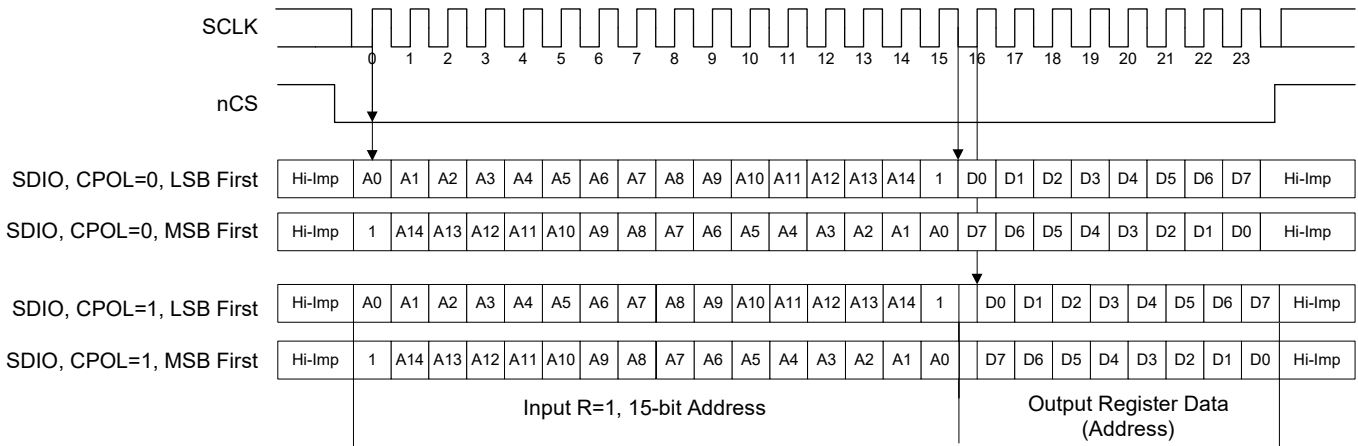 SCLK
0 1 2 3 4 5 6 7 8 9 10 11 12 13 14 15 16 17 18 19 20 21 22 23
nCS
SDIO, CPOL=0, LSB First Hi-Imp A0 A1 A2 A3 A4 A5 A6 A7 A8 A9 A10 A11 A12 A13 A14 1 D0 D1 D2 D3 D4 D5 D6 D7 Hi-Imp
SDIO, CPOL=0, MSB First Hi-Imp 1 A14 A13 A12 A11 A10 A9 A8 A7 A6 A5 A4 A3 A2 A1 A0 D7 D6 D5 D4 D3 D2 D1 D0 Hi-Imp
SDIO, CPOL=1, LSB First Hi-Imp A0 A1 A2 A3 A4 A5 A6 A7 A8 A9 A10 A11 A12 A13 A14 1 D0 D1 D2 D3 D4 D5 D6 D7 Hi-Imp
SDIO, CPOL=1, MSB First Hi-Imp 1 A14 A13 A12 A11 A10 A9 A8 A7 A6 A5 A4 A3 A2 A1 A0 D7 D6 D5 D4 D3 D2 D1 D0 Hi-Imp
Input R=1, 15-bit Address
Output Register Data
(Address)